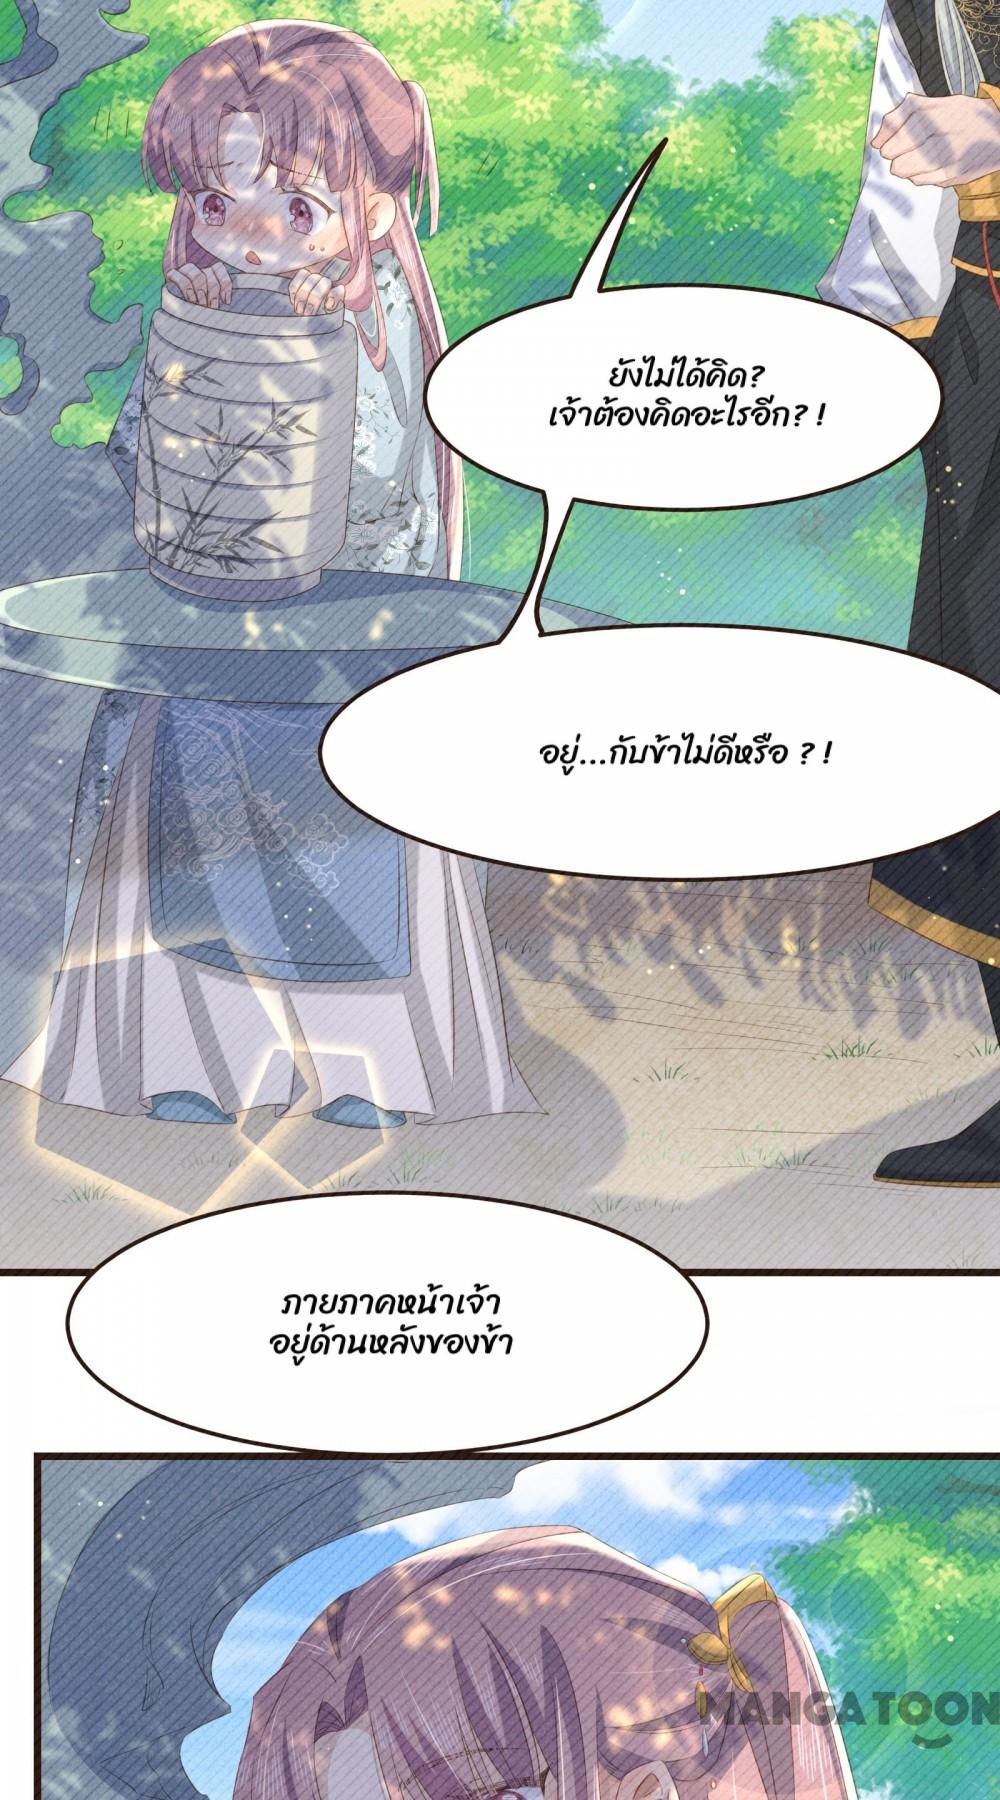 ยังไม่ได้คิด?
เจ้าต้องคิดอะไรอีก?!
อยู่...กับข้าไม่ดีหรือ ?!
ภายภาคหน้าเจ้า
อยู่ด้านหลังของข้า
MANGATOON